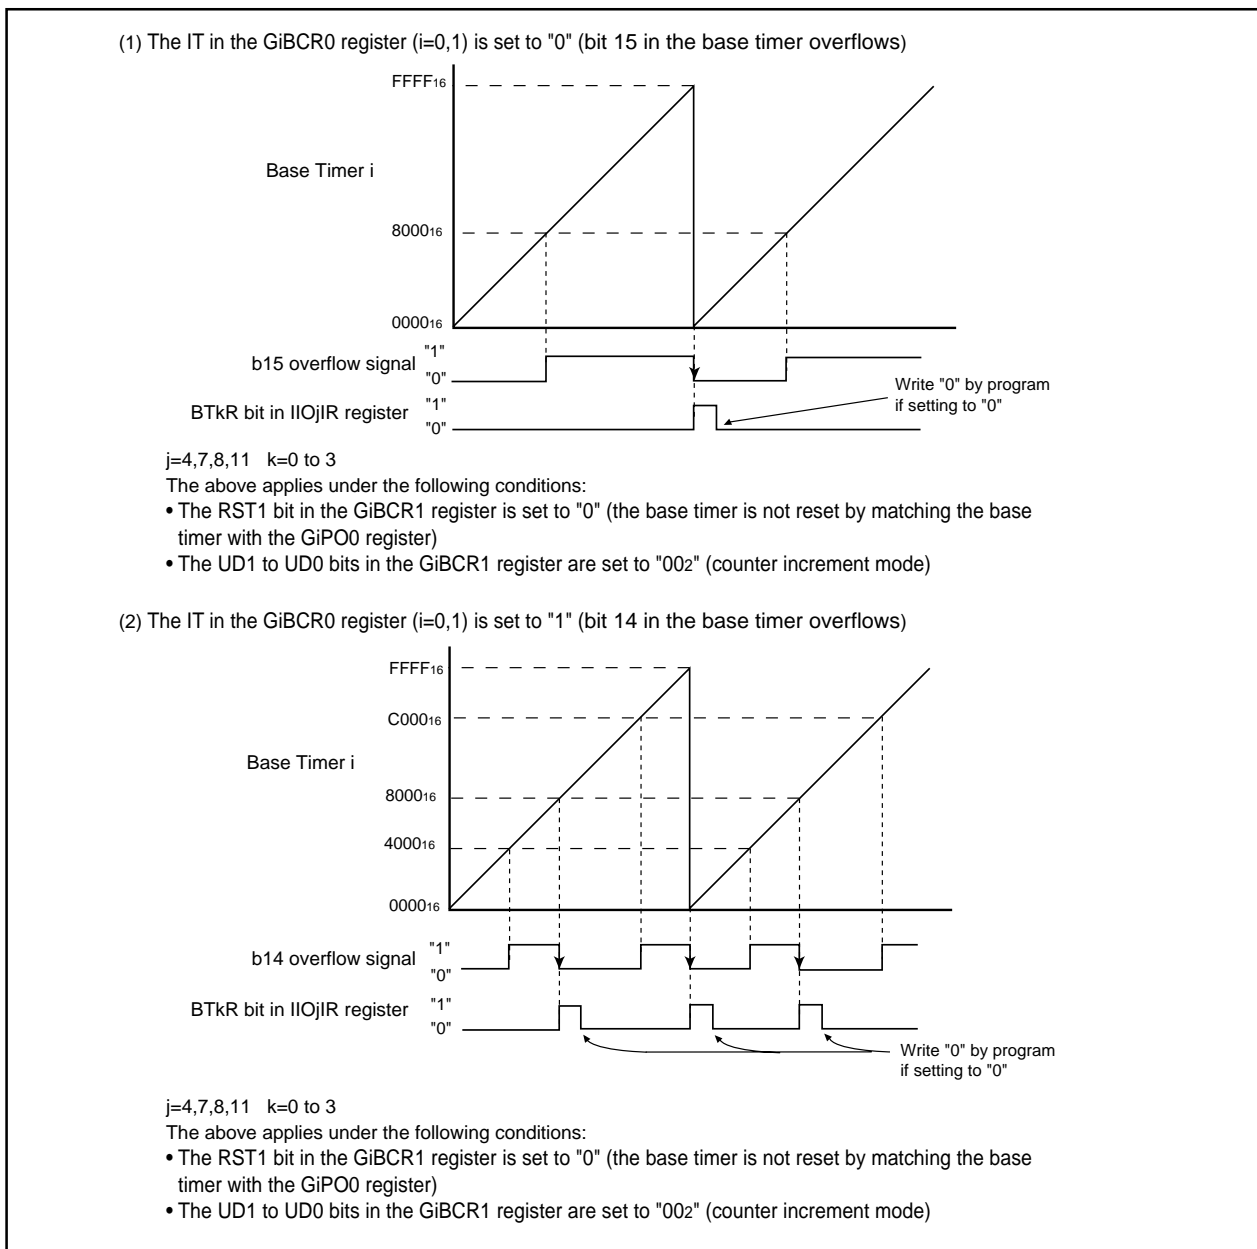 (1) The IT in the GiBCR0 register (i=0,1) is set to "0" (bit 15 in the base timer overflows)
FFFF16
Base Timer i
800016
000016
b15 overflow signal
"1"
"0"
Write "0" by program
if setting to "0"
BTkR bit in IIOjIR register
"1"
"0"
j=4,7,8,11 k=0 to 3
The above applies under the following conditions:
• The RST1 bit in the GiBCR1 register is set to "0" (the base timer is not reset by matching the base
timer with the GiPO0 register)
• The UD1 to UD0 bits in the GiBCR1 register are set to "002" (counter increment mode)
(2) The IT in the GiBCR0 register (i=0,1) is set to "1" (bit 14 in the base timer overflows)
FFFF16
C00016
Base Timer i
800016
400016
000016
b14 overflow signal
"1"
"0"
BTkR bit in IIOjIR register
"1"
"0"
Write "0" by program
if setting to "0"
j=4,7,8,11 k=0 to 3
The above applies under the following conditions:
• The RST1 bit in the GiBCR1 register is set to "0" (the base timer is not reset by matching the base
timer with the GiPO0 register)
• The UD1 to UD0 bits in the GiBCR1 register are set to "002" (counter increment mode)